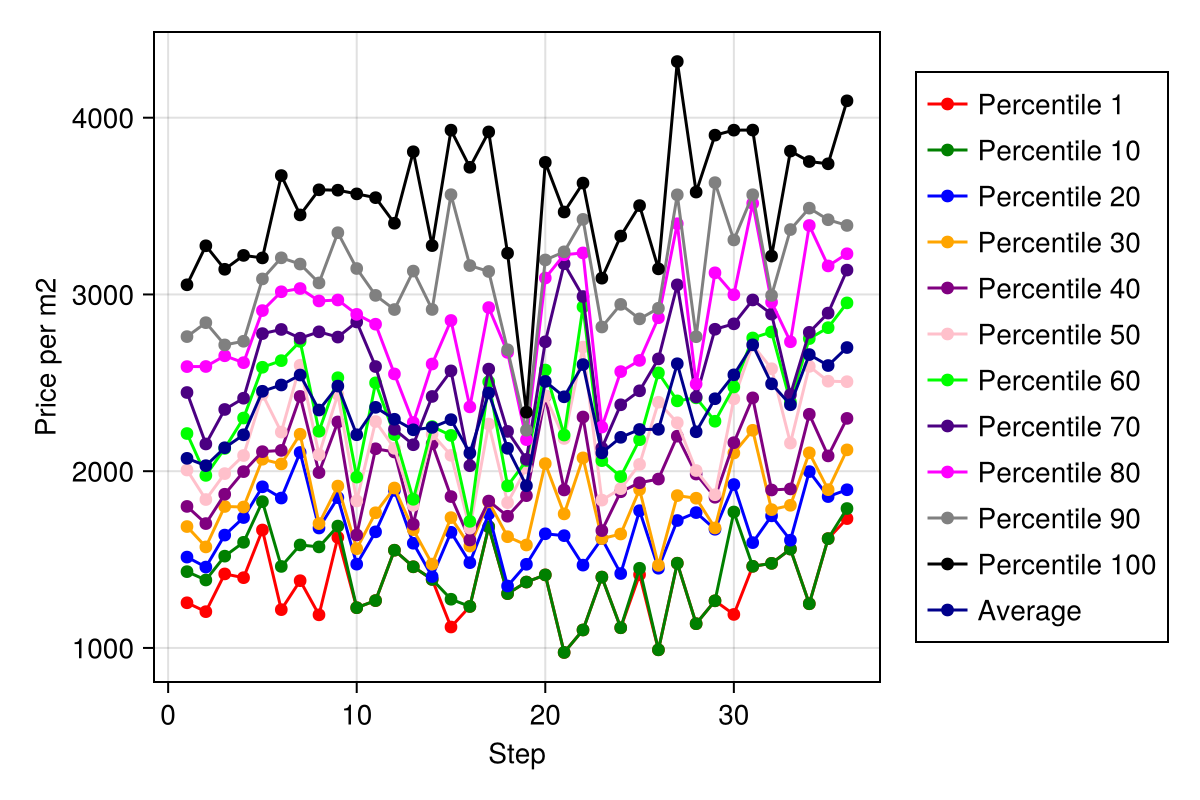 4000
3000
2000
1000
Price per m2
0
10
20
30
Step
Percentile 1
Percentile 10
Percentile 20
Percentile 30
Percentile 40
Percentile 50
Percentile 60
Percentile 70
Percentile 80
Percentile 90
Percentile 100
Average